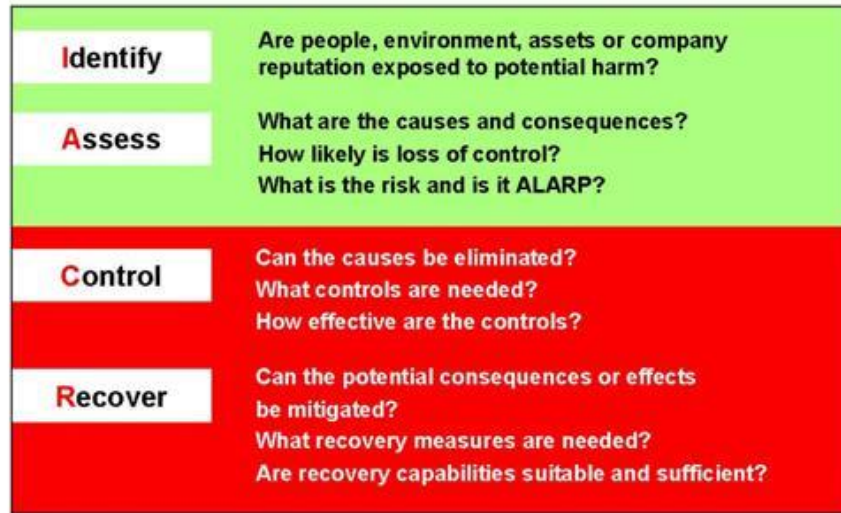 Identify
Are people, environment, assets or company
reputation exposed to potential harm?
Assess
What are the causes and consequences?
How likely is loss of control?
What is the risk and is it ALARP?
Control
Can the causes be eliminated?
What controls are needed?
How effective are the controls?
Recover
Can the potential consequences or effects
be mitigated?
What recovery measures are needed?
Are recovery capabilities suitable and sufficient?